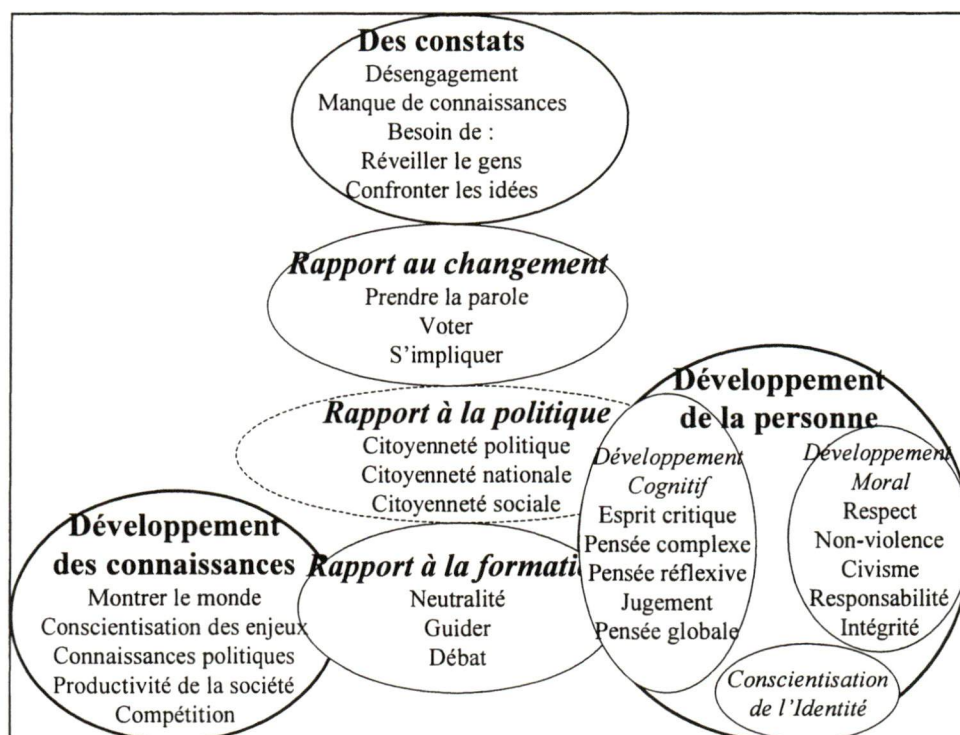 Des constats
Désengagement
Manque de connaissances
Besoin de :
Réveiller le gens
Confronter les idées
Rapport au changement
Prendre la parole
Voter
S'impliquer
Rapport à la politique
Citoyenneté politique
Citoyenneté nationale
Citoyenneté sociale
Développement
des connaissances
Montrer le monde
Conscientisation des enjeux
Connaissances politiques
Productivité de la société
Compétition
Rapport à la formati
Neutralité
Guider
Débat
Développement
de la personne
Développement
Cognitif
Esprit critique
Pensée complexe
Pensée réflexive
Jugement
Pensée globale
Développement
Moral
Respect
Non-violence
Civisme
Responsabilité
Intégrité
Conscientisation
de l'Identité